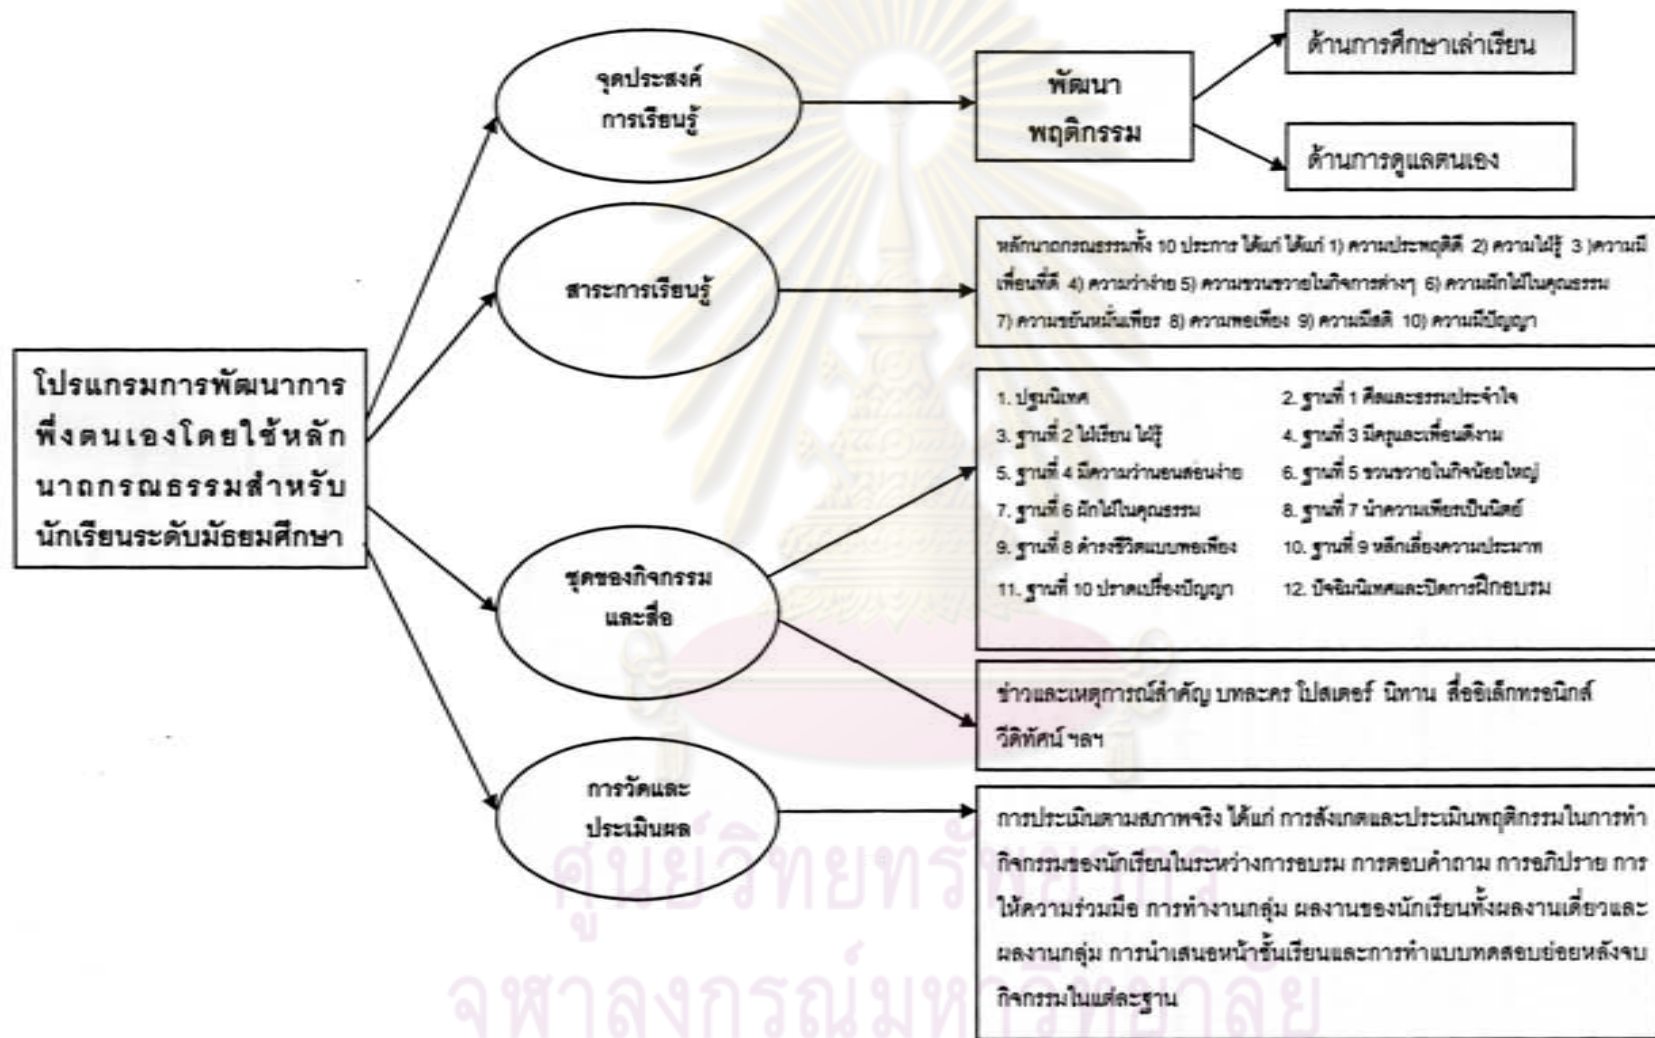 โปรแกรมการพัฒนาการ
พึ่งตนเองโดยใช้หลัก
นาถกรณธรรมสำหรับ
นักเรียนระดับมัธยมศึกษา
จุดประสงค์
การเรียนรู้
พัฒนา
พฤติกรรม
ด้านการศึกษาเล่าเรียน
ด้านการดูแลตนเอง
สาระการเรียนรู้
หลักนาถกรณธรรมทั้ง 10 ประการ ได้แก่ ได้แก่ 1) ความประพฤติดี 2) ความใฝ่รู้ 3 )ความมี
เพื่อนที่ดี 4) ความว่าง่าย 5) ความขวนขวายในกิจการต่างๆ 6) ความฝักใฝ่ในคุณธรรม
7) ความขยันหมั่นเพียร 8) ความพอเพียง 9) ความมีสติ 10) ความมีปัญญา
ชุดของกิจกรรม
และสื่อ
1. ปฐมนิเทศ 2. ฐานที่ 1 ศีลและธรรมประจำใจ
3. ฐานที่ 2 ใฝ่เรียน ใฝ่รู้ 4. ฐานที่ 3 มีครูและเพื่อนดีงาม
5. ฐานที่ 4 มีความว่านอนสอนง่าย 6. ฐานที่ 5 ขวนขวายในกิจน้อยใหญ่
7. ฐานที่ 6 ฝักใฝ่ในคุณธรรม 8. ฐานที่ 7 นำความเพียรเป็นนิตย์
9. ฐานที่ 8 ดำรงชีวิตแบบพอเพียง 10. ฐานที่ 9 หลีกเลี่ยงความประมาท
11. ฐานที่ 10 ปราดเปรื่องปัญญา 12. ปัจฉิมนิเทศและปิดการฝึกอบรม
ข่าวและเหตุการณ์สำคัญ บทละคร โปสเตอร์ นิทาน สื่ออิเล็กทรอนิกส์
วีดิทัศน์ ฯลฯ
การวัดและ
ประเมินผล
การประเมินตามสภาพจริง ได้แก่ การสังเกตและประเมินพฤติกรรมในการทำ
กิจกรรมของนักเรียนในระหว่างการอบรม การตอบคำถาม การอภิปราย การ
ให้ความร่วมมือ การทำงานกลุ่ม ผลงานของนักเรียนทั้งผลงานเดี่ยวและ
ผลงานกลุ่ม การนำเสนอหน้าชั้นเรียนและการทำแบบทดสอบย่อยหลังจบ
กิจกรรมในแต่ละฐาน
ศูนย์วิทยทรัพยากร
จุฬาลงกรณ์มหาวิทยาลัย